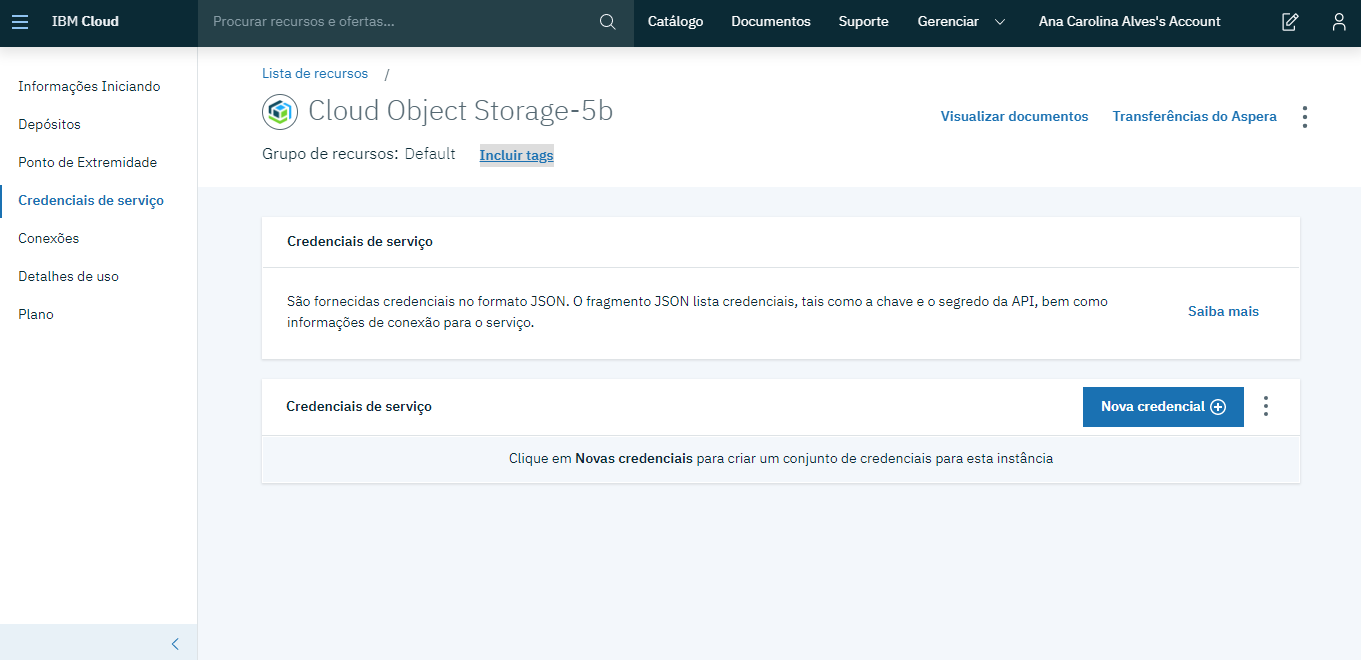 IBM Cloud
Procurar recursos e ofertas...
Catálogo
Documentos
Suporte
Gerenciar
Ana Carolina Alves's Account
Informações Iniciando
Depósitos
Ponto de Extremidade
Credenciais de serviço
Conexões
Detalhes de uso
Plano
Lista de recursos /
Cloud Object Storage-5b
Grupo de recursos: Default Incluir tags
Visualizar documentos
Transferências do Aspera
Credenciais de serviço
São fornecidas credenciais no formato JSON. O fragmento JSON lista credenciais, tais como a chave e o segredo da API, bem como
informações de conexão para o serviço.
Saiba mais
Credenciais de serviço
Nova credencial
Clique em Novas credenciais para criar um conjunto de credenciais para esta instância